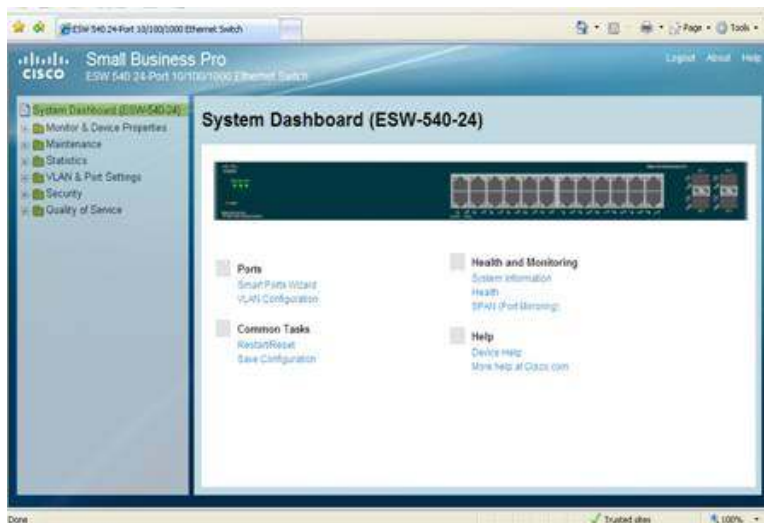 ESW 540 24-Port 10/100/1000 Ethernet Switch
Page
Tools
CISCO
Small Business Pro
ESW 540 24-Port 10/100/1000 Ethernet Switch
Logout About Help
System Dashboard (ESW-540-24)
Monitor & Device Properties
Maintenance
Statistics
VLAN & Port Settings
Security
Quality of Service
System Dashboard (ESW-540-24)
Ports
Smart Ports Wizard
VLAN Configuration
Common Tasks
Restart/Reset
Save Configuration
Health and Monitoring
System Information
Health
SPAN (Port Mirroring)
Help
Device Help
More help at Cisco.com
Done
Trusted sites
100%